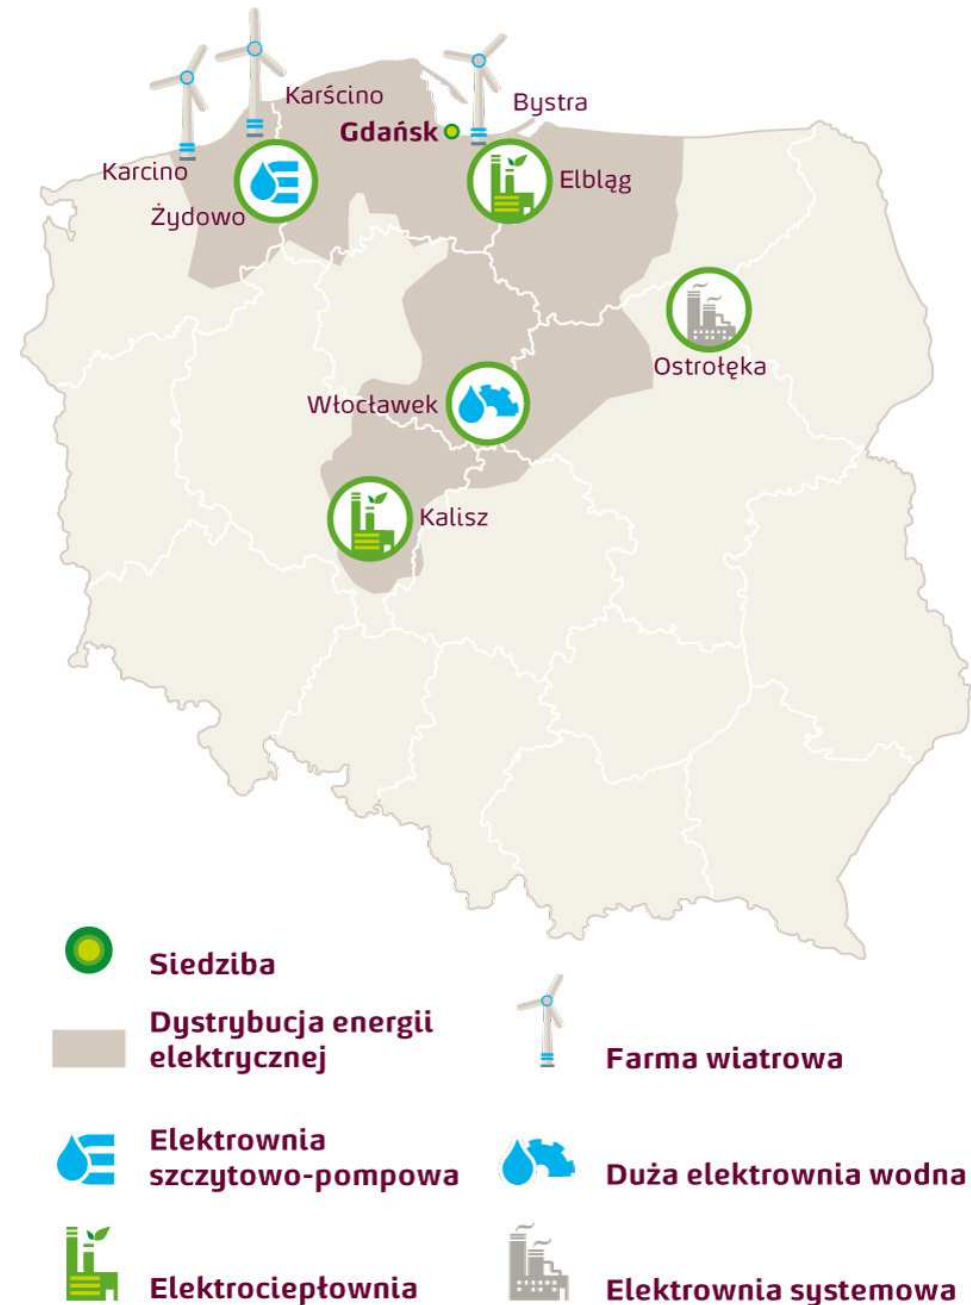 Karścino
Bystra
Gdańsk
Karcino
Elbląg
Żydowo
Ostrołęka
Włocławek
Kalisz
Siedziba
Dystrybucja energii
elektrycznej
Farma wiatrowa
Elektrownia
szczytowo-pompowa
Duża elektrownia wodna
Elektrociepłownia
Elektrownia systemowa